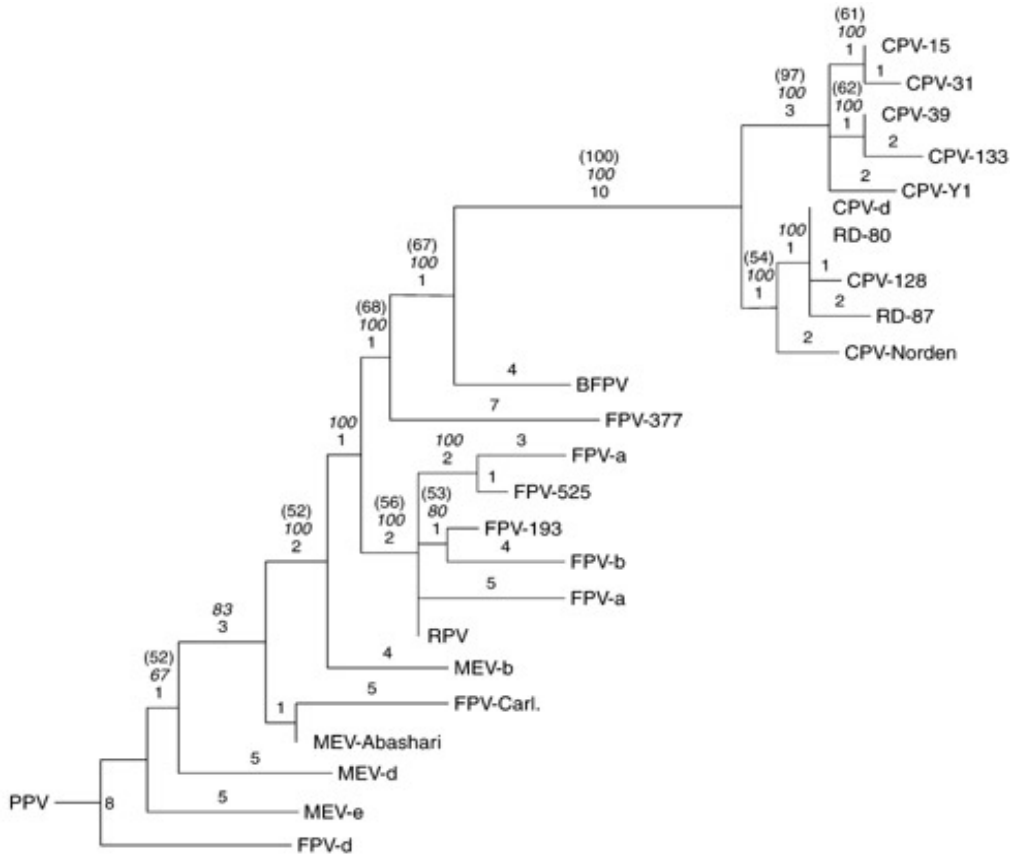 (61)
100
1
CPV-15
1
CPV-31
(97)
100
3
(62)
100
1
CPV-39
2
CPV-133
2
CPV-Y1
(100)
100
10
CPV-d
100
1
RD-80
(54)
100
1
1
CPV-128
2
RD-87
2
CPV-Norden
(67)
100
1
(68)
100
1
4
BFPV
7
FPV-377
100
1
100
2
3
FPV-a
1
FPV-525
(56)
100
2
(53)
80
1
FPV-193
4
FPV-b
5
FPV-a
RPV
(52)
100
2
4
MEV-b
83
3
5
FPV-Carl.
1
MEV-Abashari
(52)
67
1
5
MEV-d
PPV
8
5
MEV-e
FPV-d